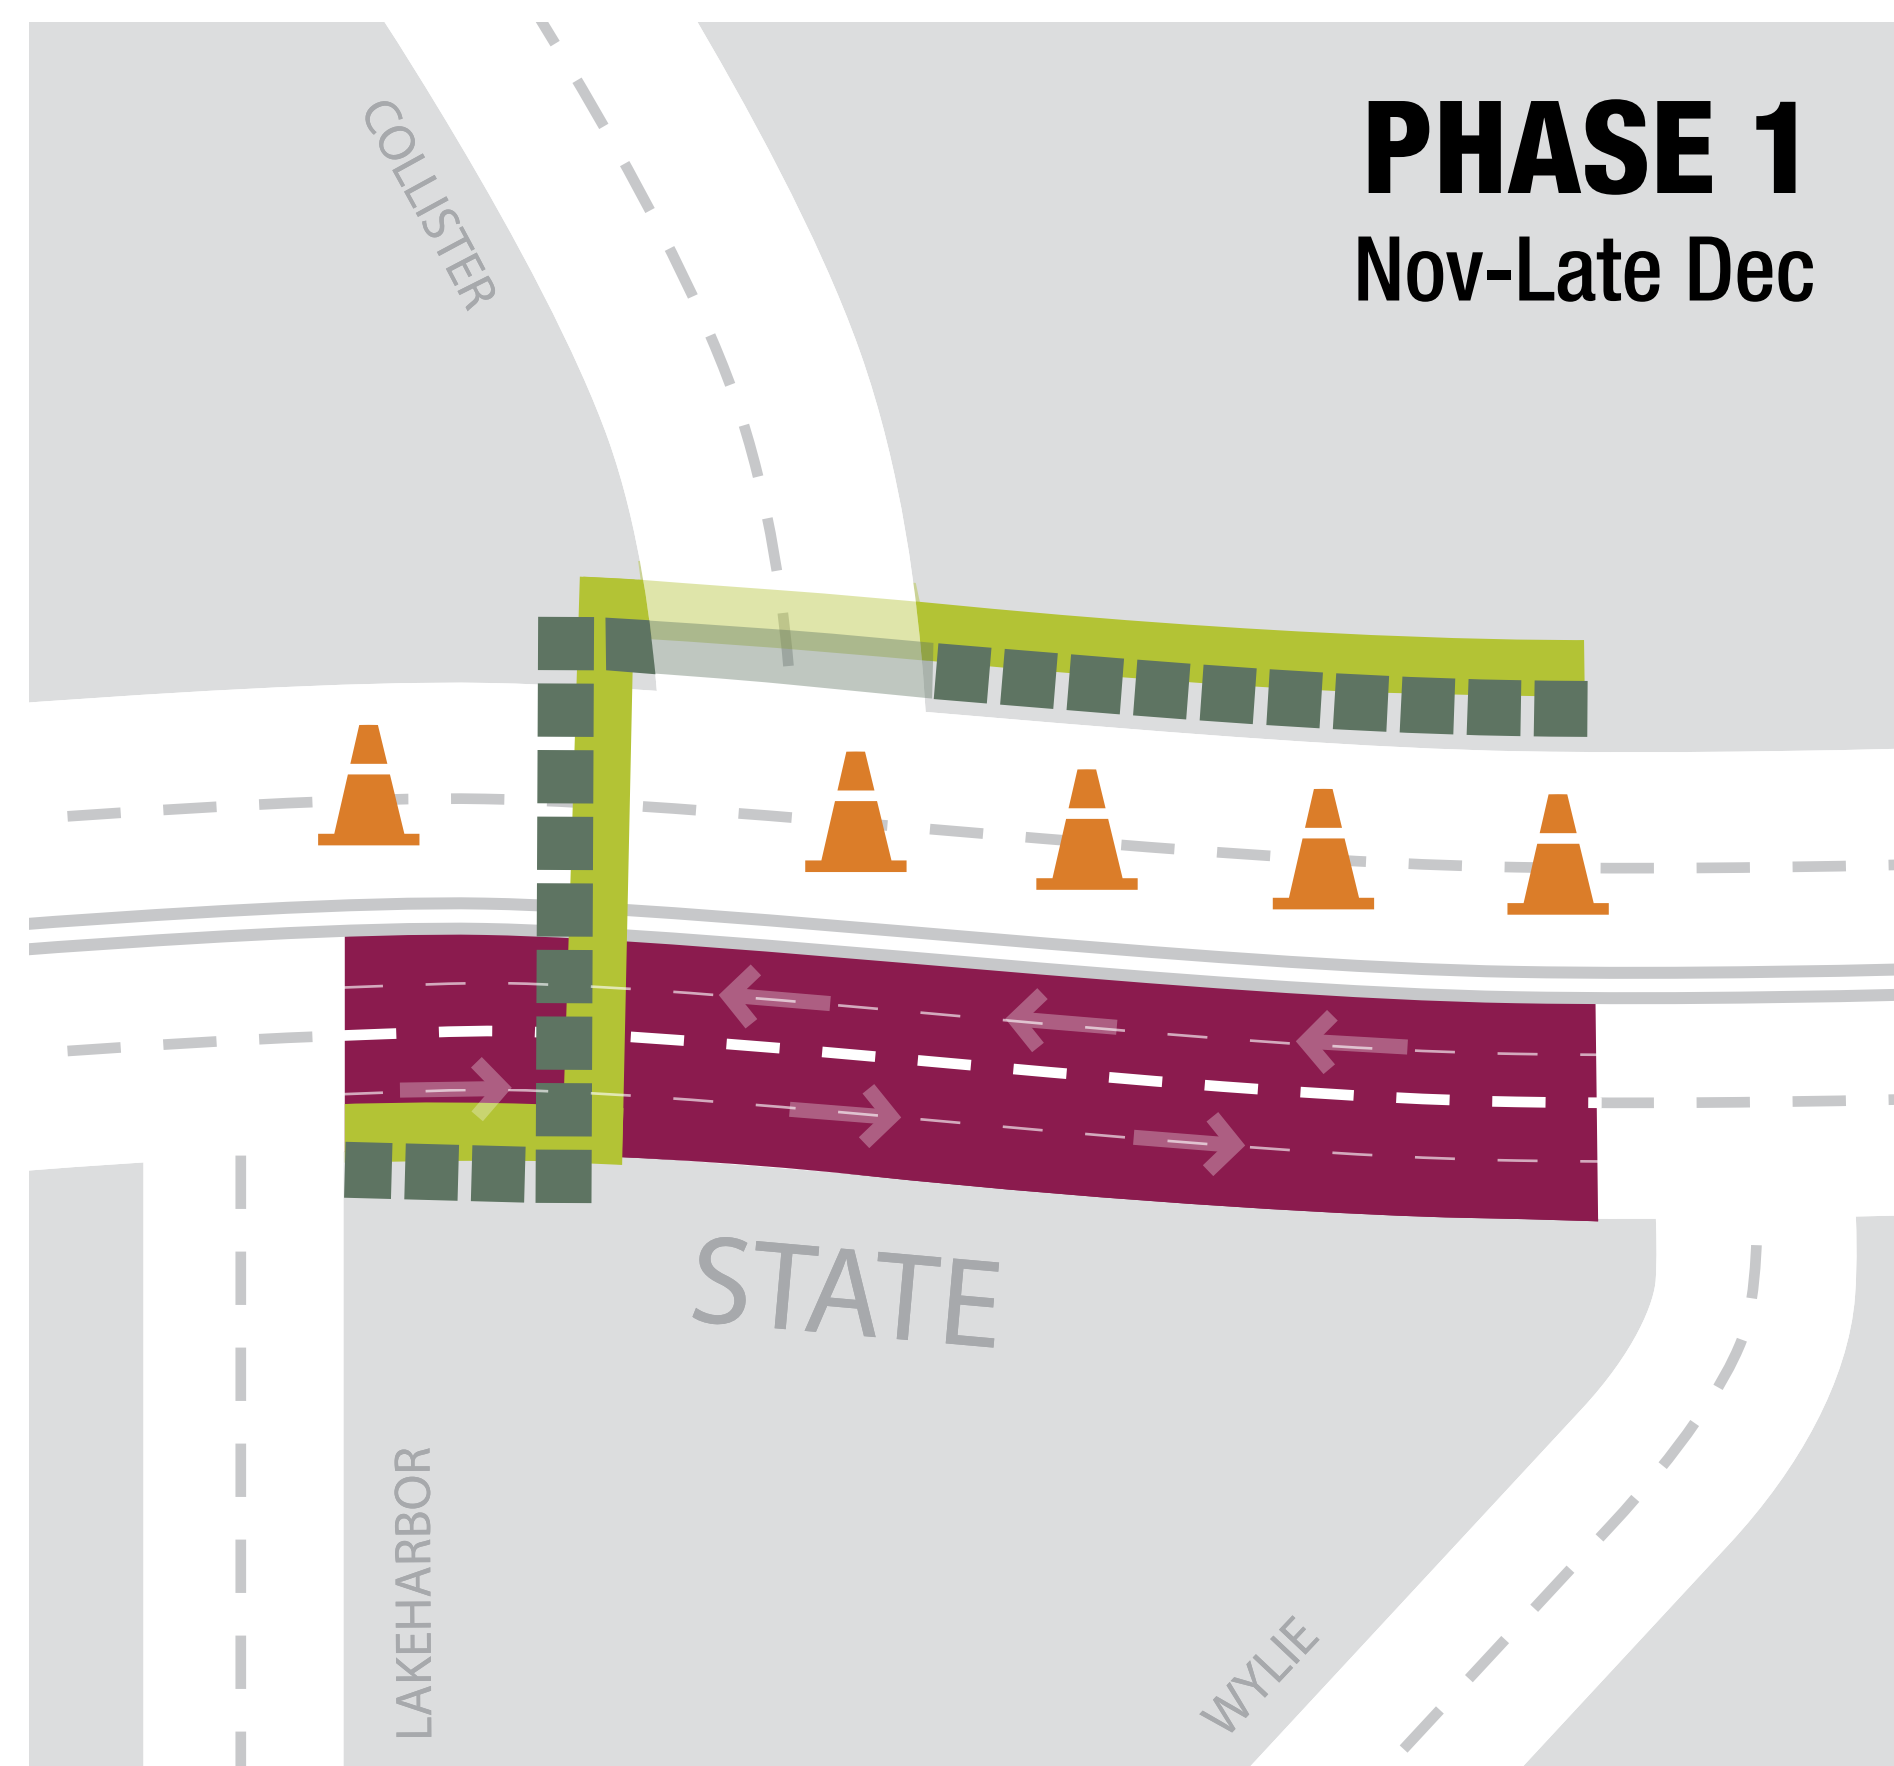 PHASE 1
Nov-Late Dec
COLLISTER
STATE
LAKEHARBOR
WYLIE